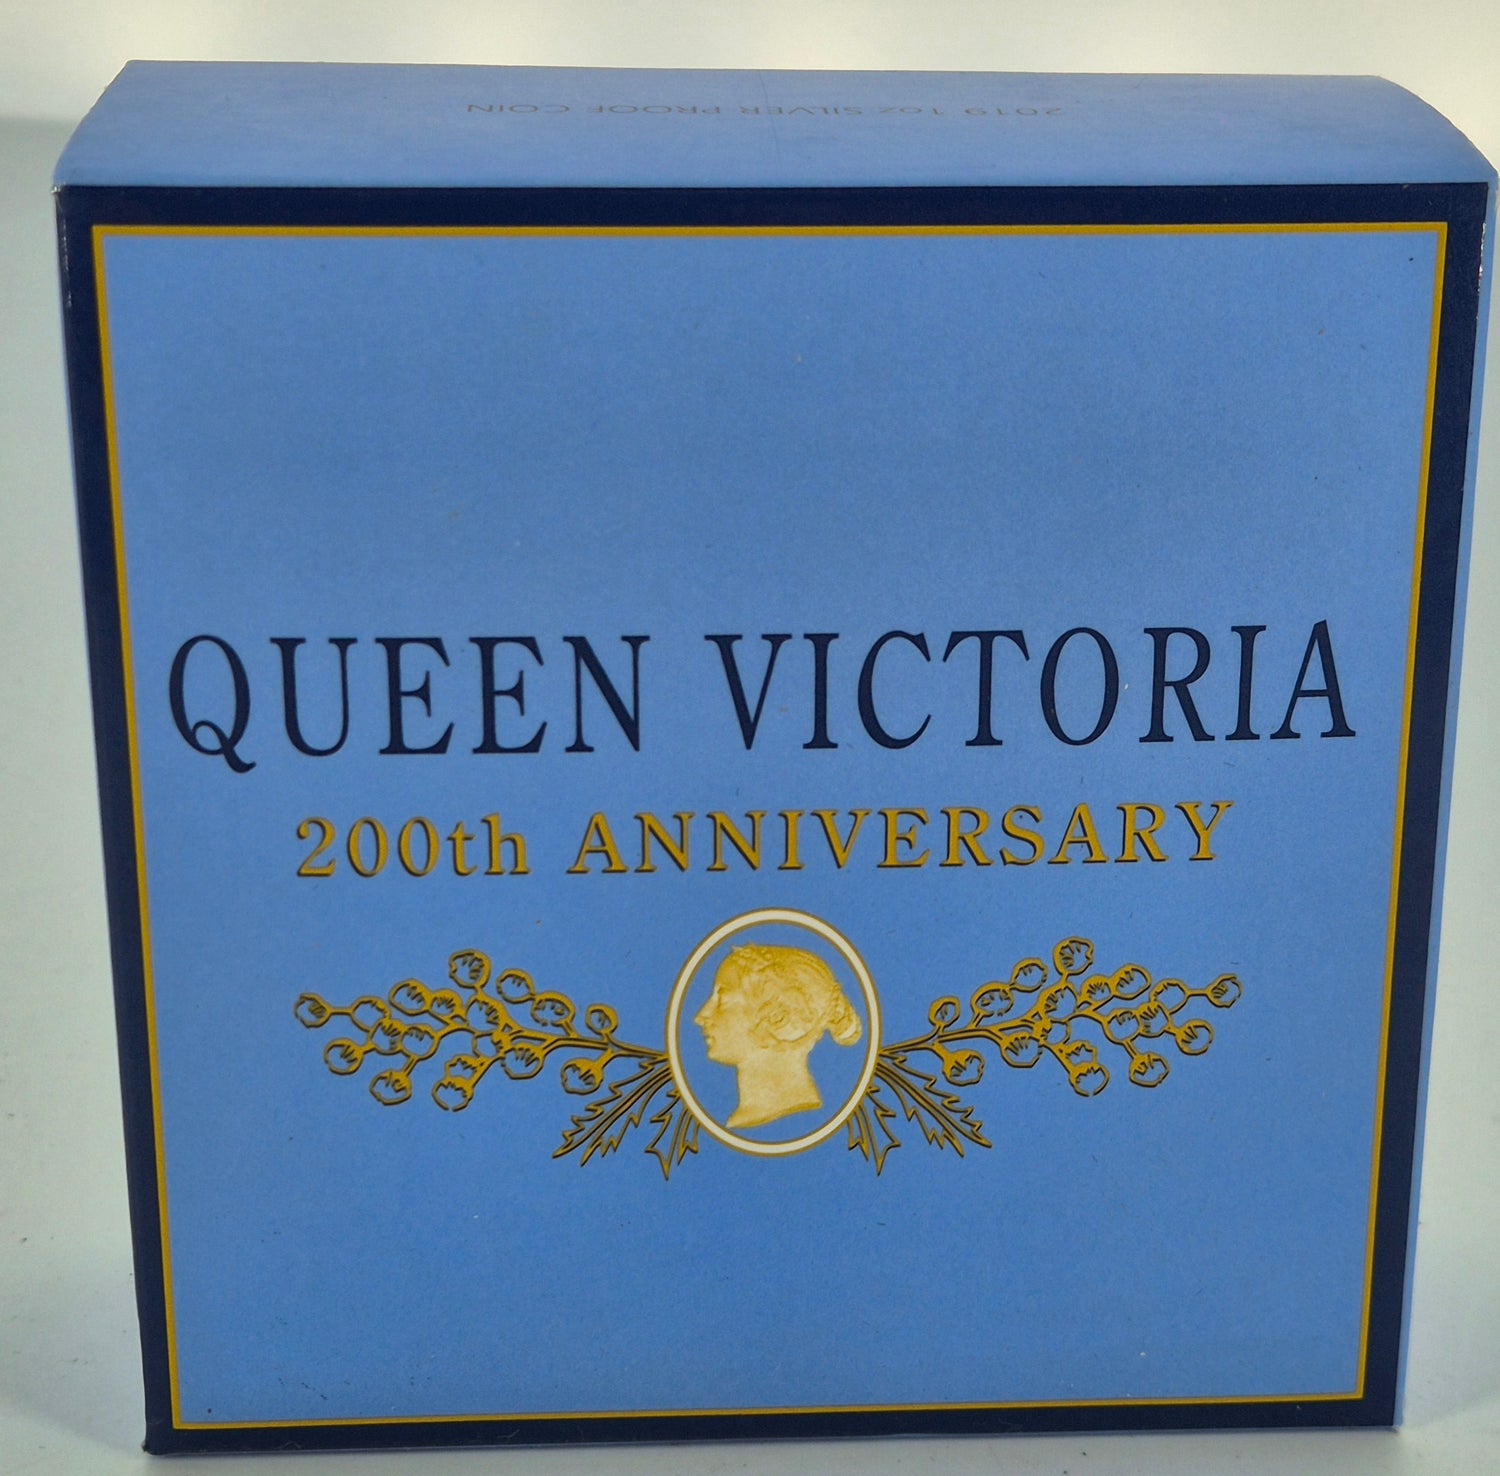 2019 1oz SILVER PROOF COIN
QUEEN VICTORIA
200th ANNIVERSARY